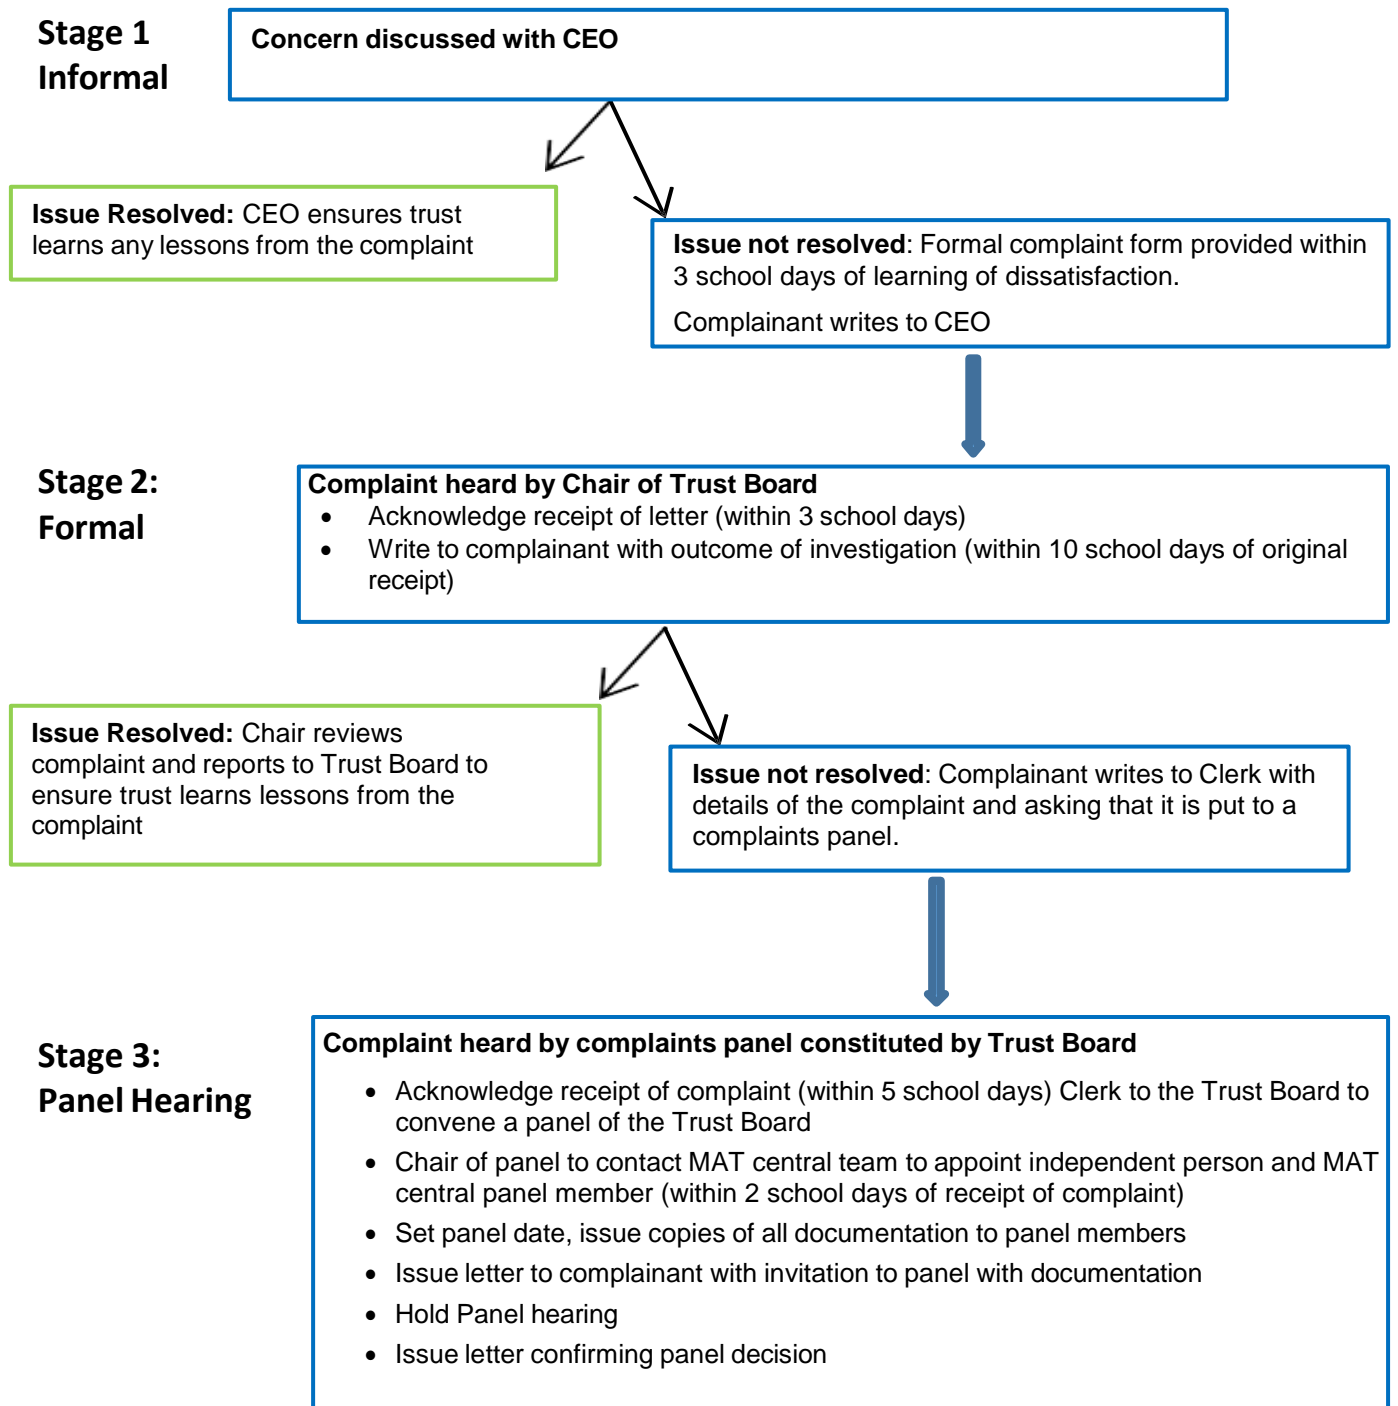 Stage 1
Informal
Concern discussed with CEO
Issue Resolved: CEO ensures trust
learns any lessons from the complaint
Issue not resolved: Formal complaint form provided within
3 school days of learning of dissatisfaction.
Complainant writes to CEO
Stage 2:
Formal
Complaint heard by Chair of Trust Board
• Acknowledge receipt of letter (within 3 school days)
• Write to complainant with outcome of investigation (within 10 school days of original
receipt)
Issue Resolved: Chair reviews
complaint and reports to Trust Board to
ensure trust learns lessons from the
complaint
Issue not resolved: Complainant writes to Clerk with
details of the complaint and asking that it is put to a
complaints panel.
Stage 3:
Panel Hearing
Complaint heard by complaints panel constituted by Trust Board
• Acknowledge receipt of complaint (within 5 school days) Clerk to the Trust Board to
convene a panel of the Trust Board
• Chair of panel to contact MAT central team to appoint independent person and MAT
central panel member (within 2 school days of receipt of complaint)
• Set panel date, issue copies of all documentation to panel members
• Issue letter to complainant with invitation to panel with documentation
• Hold Panel hearing
• Issue letter confirming panel decision